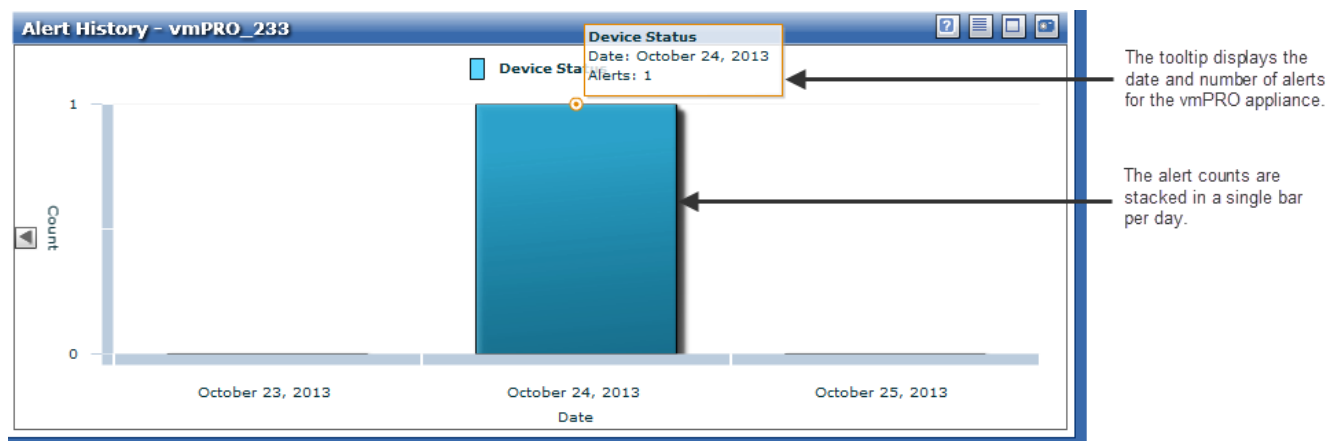 Alert History - vmPRO_233
?
Device Status
Date: October 24, 2013
Alerts: 1
Device Sta
The tooltip displays the
date and number of alerts
for the vmPRO appliance.
1
The alert counts are
stacked in a single bar
per day.
Count
0
October 23, 2013
October 24, 2013
October 25, 2013
Date